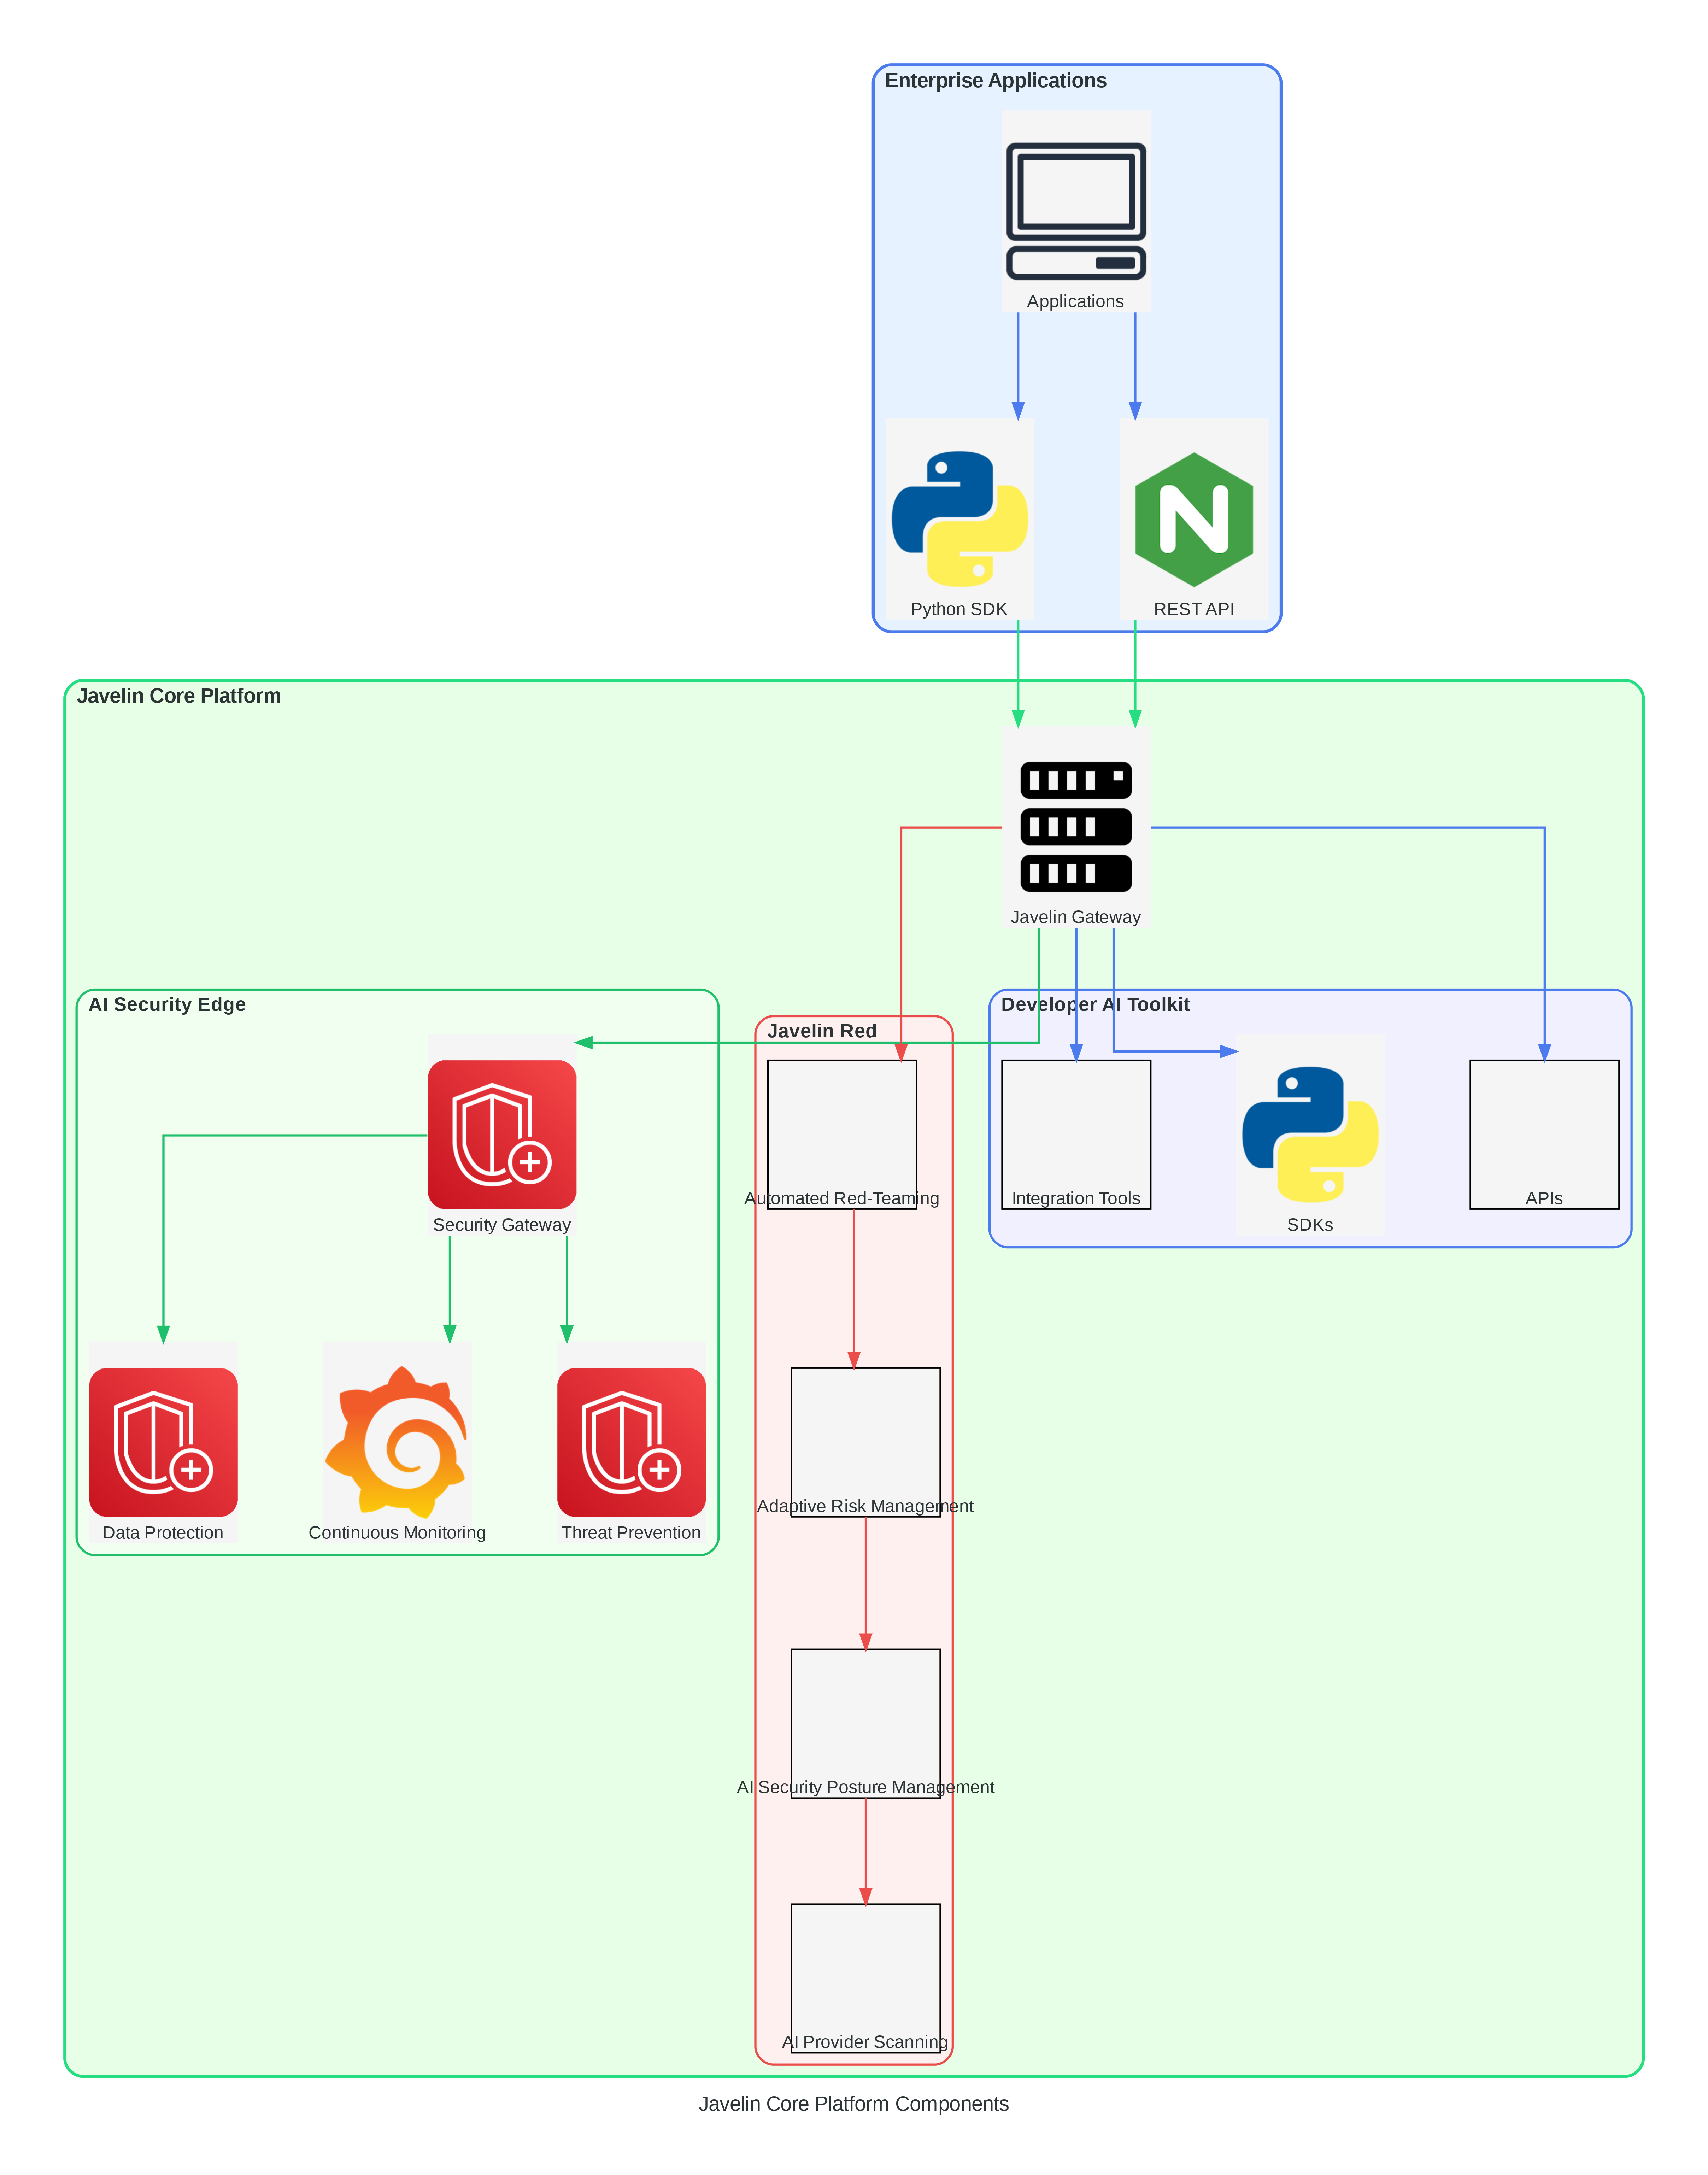 Enterprise Applications
Applications
Python SDK
REST API
Javelin Core Platform
Javelin Gateway
AI Security Edge
Security Gateway
Data Protection
Continuous Monitoring
Threat Prevention
Javelin Red
Automated Red-Teaming
Adaptive Risk Management
AI Security Posture Management
AI Provider Scanning
Developer AI Toolkit
Integration Tools
SDKs
APIs
Javelin Core Platform Components